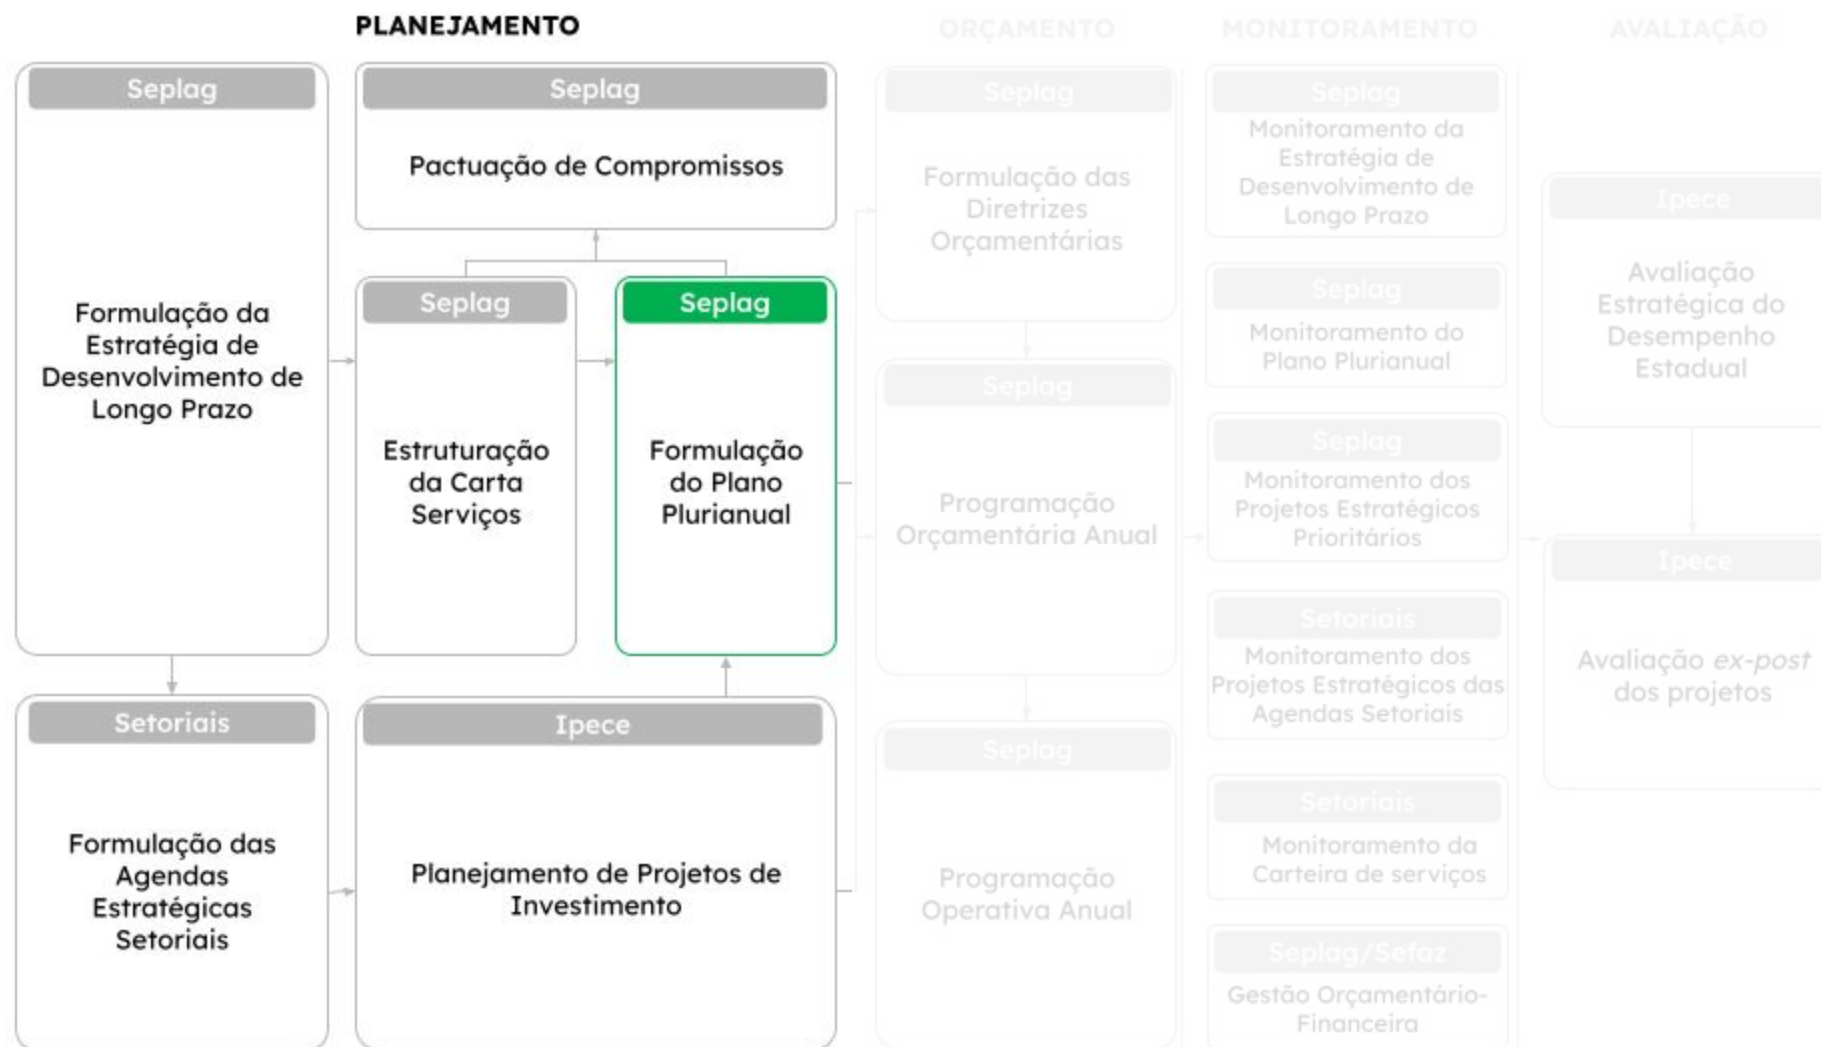 PLANEJAMENTO
ORÇAMENTO
MONITORAMENTO
AVALIAÇÃO
Seplag
Formulação da
Estratégia de
Desenvolvimento de
Longo Prazo
Seplag
Pactuação de Compromissos
Seplag
Estruturação
da Carta
Serviços
Seplag
Formulação
do Plano
Plurianual
Setoriais
Formulação das
Agendas
Estratégicas
Setoriais
Ipece
Planejamento de Projetos de
Investimento
Seplag
Formulação das
Diretrizes
Orçamentárias
Seplag
Programação
Orçamentária Anual
Seplag
Programação
Operativa Anual
Seplag
Monitoramento da
Estratégia de
Desenvolvimento de
Longo Prazo
Seplag
Monitoramento do
Plano Plurianual
Seplag
Monitoramento dos
Projetos Estratégicos
Prioritários
Setoriais
Monitoramento dos
Projetos Estratégicos das
Agendas Setoriais
Setoriais
Monitoramento da
Carteira de serviços
Seplag/Sefaz
Gestão Orçamentário-
Financeira
Ipece
Avaliação
Estratégica do
Desempenho
Estadual
Ipece
Avaliação ex-post
dos projetos